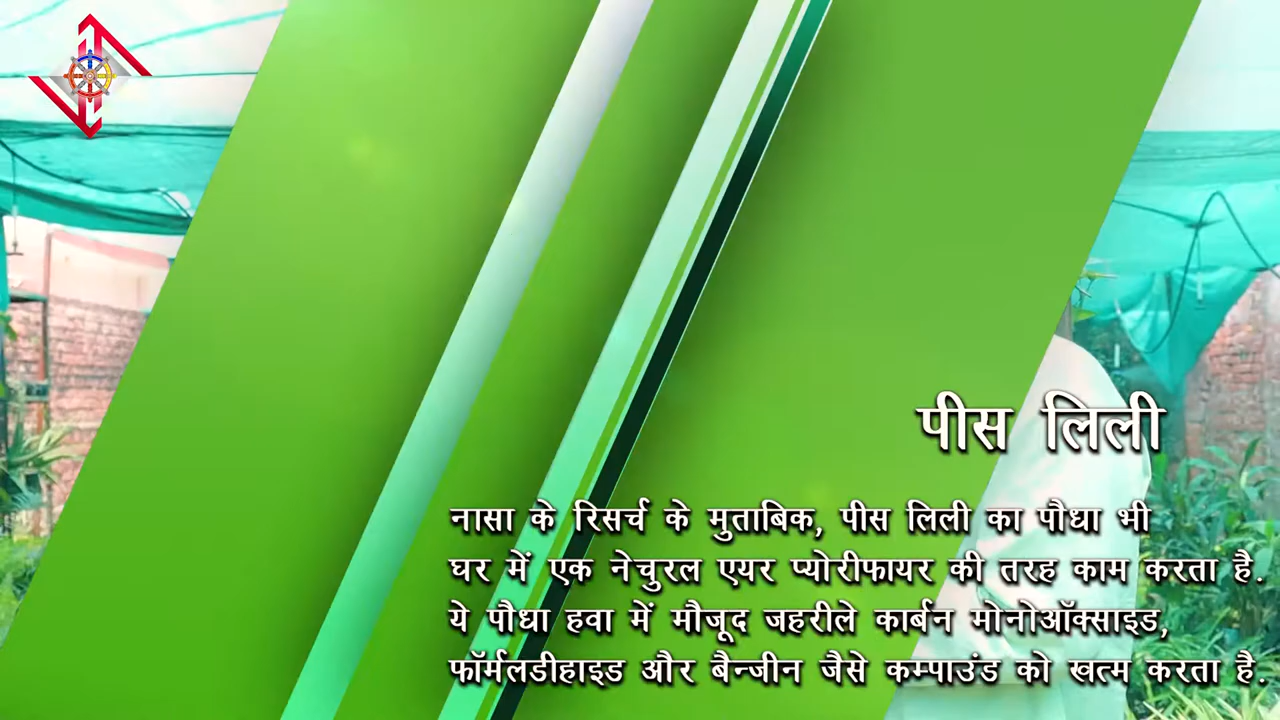 पीस लिली
नासा के रिसर्च के मुताबिक, पीस लिली का पौधा भी
घर में एक नेचुरल एयर प्योरीफायर की तरह काम करता है.
ये पौधा हवा में मौजूद जहरीले कार्बन मोनोऑक्साइड,
फॉर्मलडीहाइड और बैन्जीन जैसे कम्पाउंड को खत्म करता है.